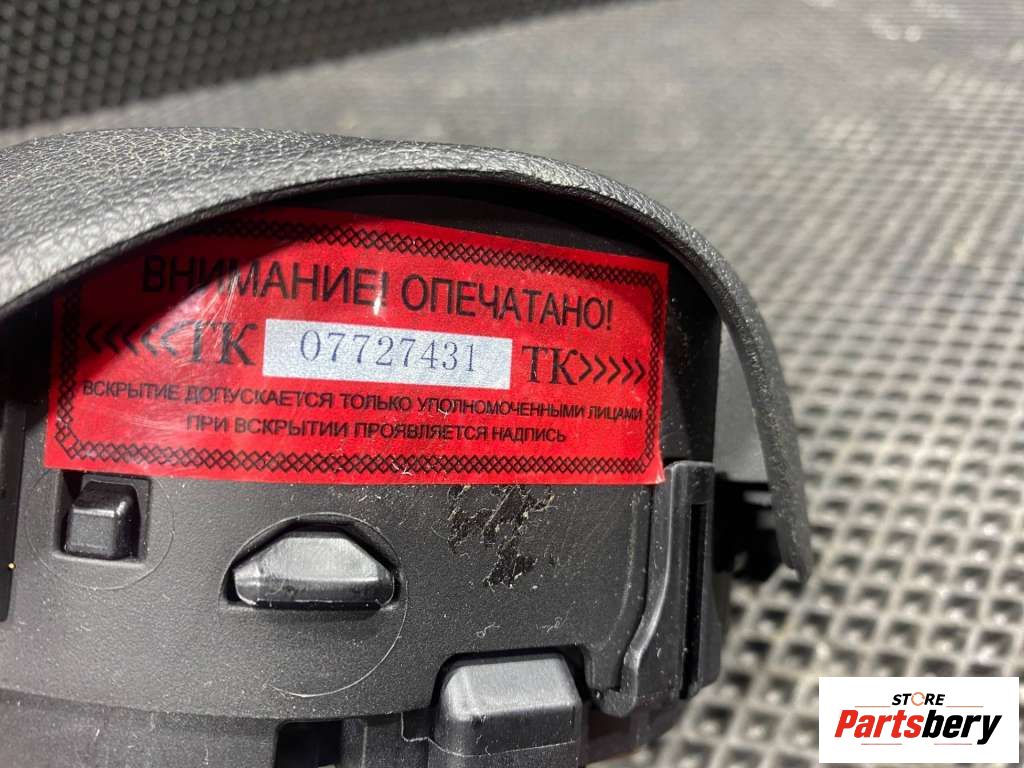 ВНИМАНИЕ! ОПЕЧАТАНО!
<<<<<ТК 07727431 ТК>>>>>
ВСКРЫТИЕ ДОПУСКАЕТСЯ ТОЛЬКО УПОЛНОМОЧЕННЫМИ ЛИЦАМИ
ПРИ ВСКРЫТИИ ПРОЯВЛЯЕТСЯ НАДПИСЬ
STORE
Partsbery